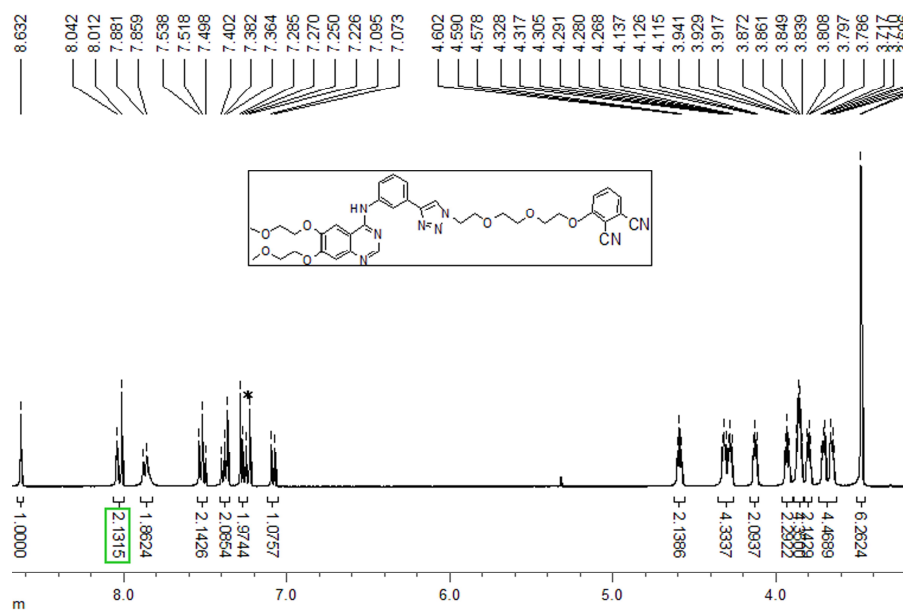 8.632 8.042 8.012 7.881 7.859 7.538 7.518 7.498 7.402 7.382 7.364 7.285 7.270 7.250 7.226 7.095 7.073 4.602 4.590 4.578 4.328 4.317 4.305 4.291 4.280 4.268 4.137 4.126 4.115 3.941 3.929 3.917 3.872 3.861 3.849 3.839 3.808 3.797 3.786 3.717
HN N O O O
O O N N=N CN
O O N CN
O N
*
1.0000 2.1315 1.8624 2.1426 2.0854 1.9744 1.0757 2.1386 4.3337 2.0937 2.2922 2.1429 4.4689 6.2624
m 8.0 7.0 6.0 5.0 4.0